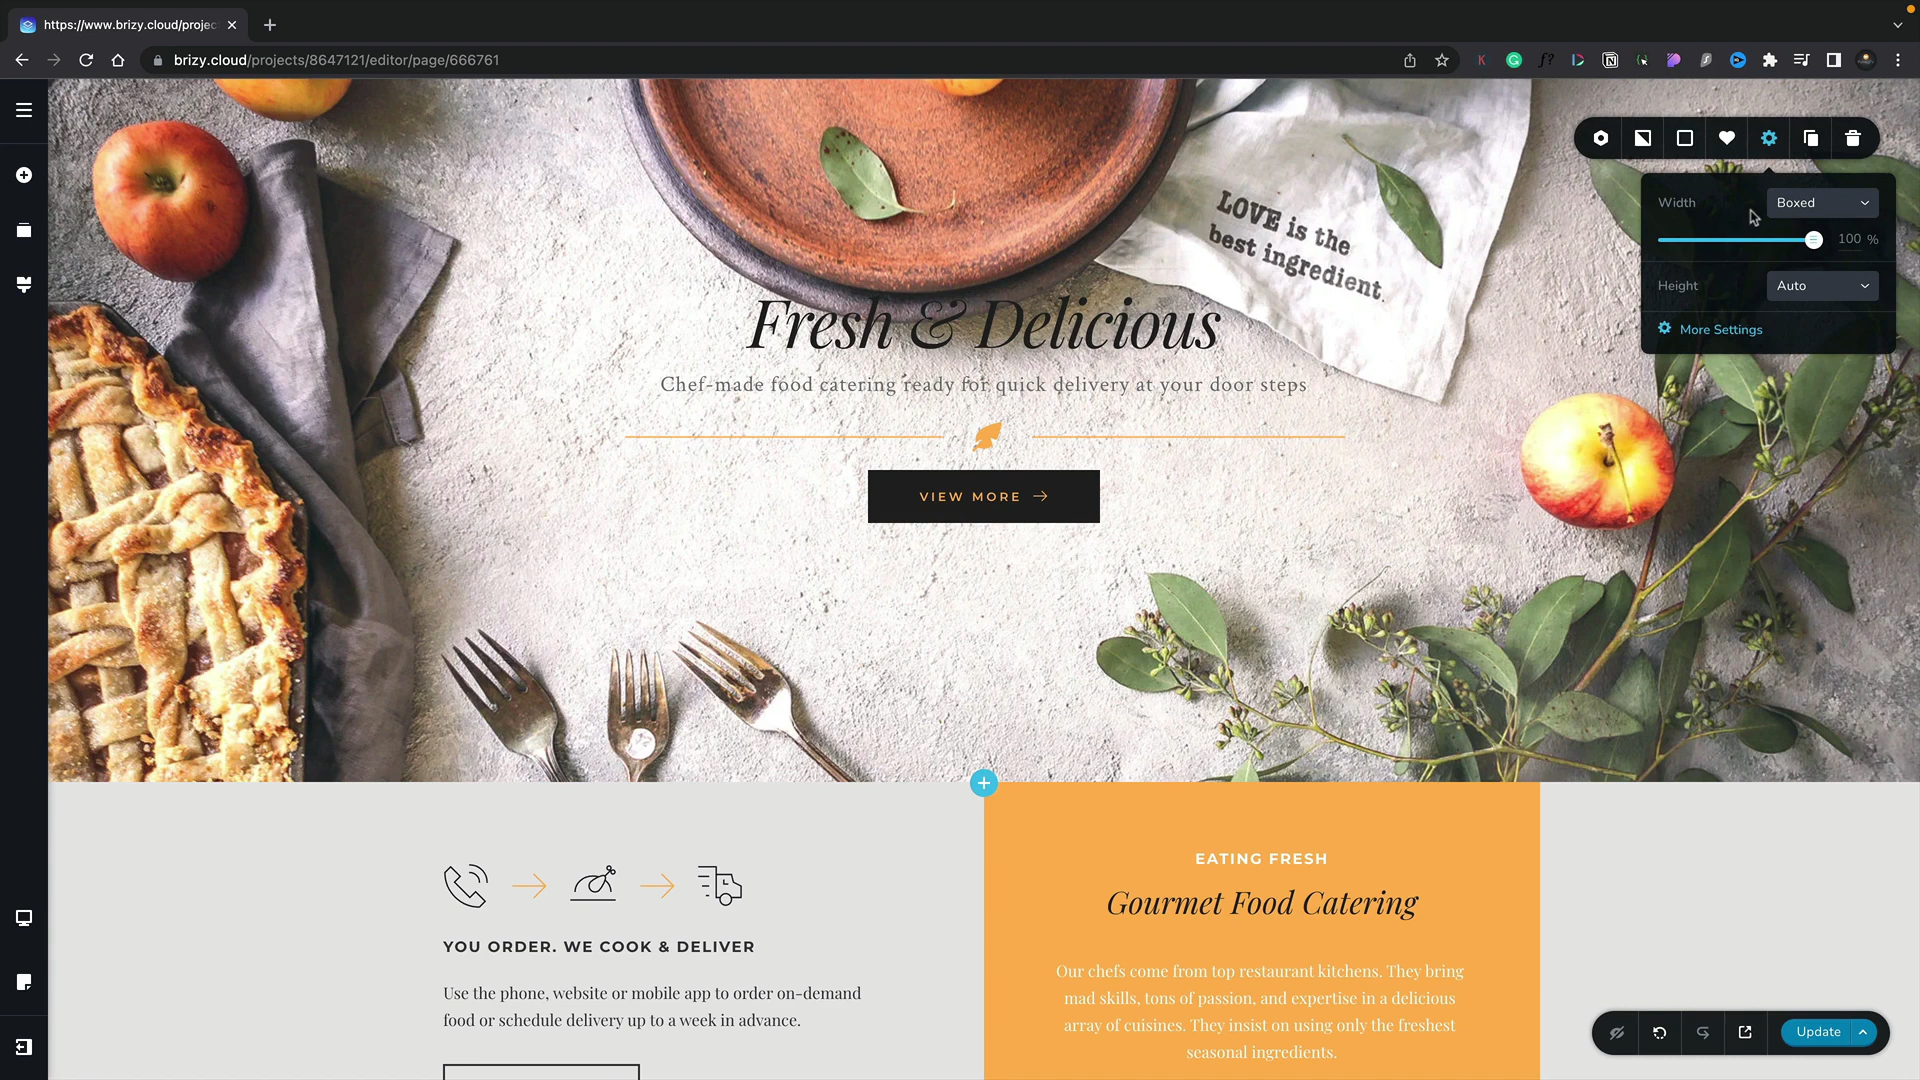 https://www.brizy.cloud/projec
brizy.cloud/projects/8647121/editor/page/666761
Width
Boxed
100 %
Height
Auto
More Settings
LOVE is the
best ingredient.
Fresh & Delicious
Chef-made food catering ready for quick delivery at your door steps
VIEW MORE
YOU ORDER. WE COOK & DELIVER
Use the phone, website or mobile app to order on-demand
food or schedule delivery up to a week in advance.
EATING FRESH
Gourmet Food Catering
Our chefs come from top restaurant kitchens. They bring
mad skills, tons of passion, and expertise in a delicious
array of cuisines. They insist on using only the freshest
seasonal ingredients.
Update